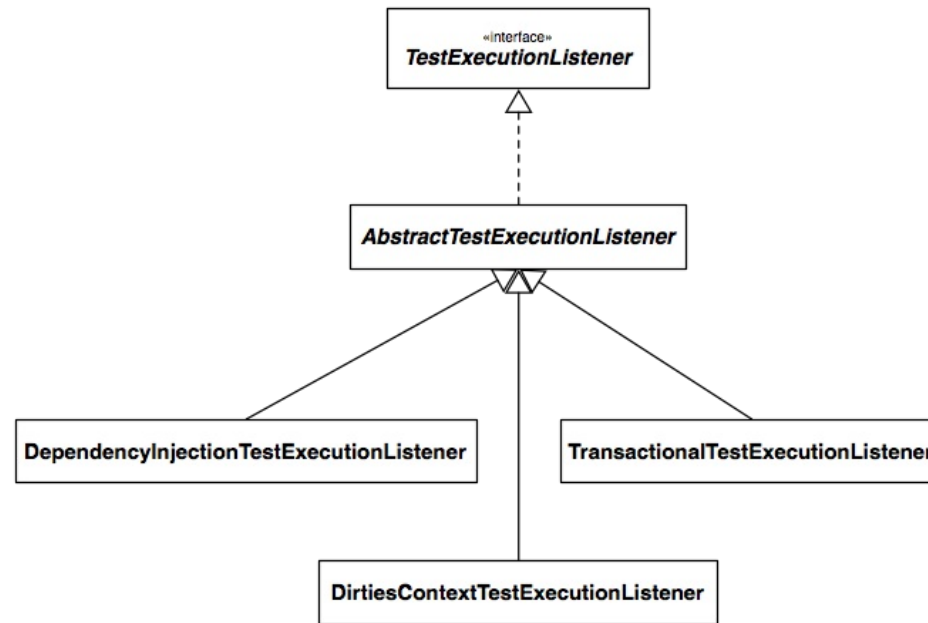 «interface»
TestExecutionListener
AbstractTestExecutionListener
DependencyInjectionTestExecutionListener
TransactionalTestExecutionListener
DirtiesContextTestExecutionListener